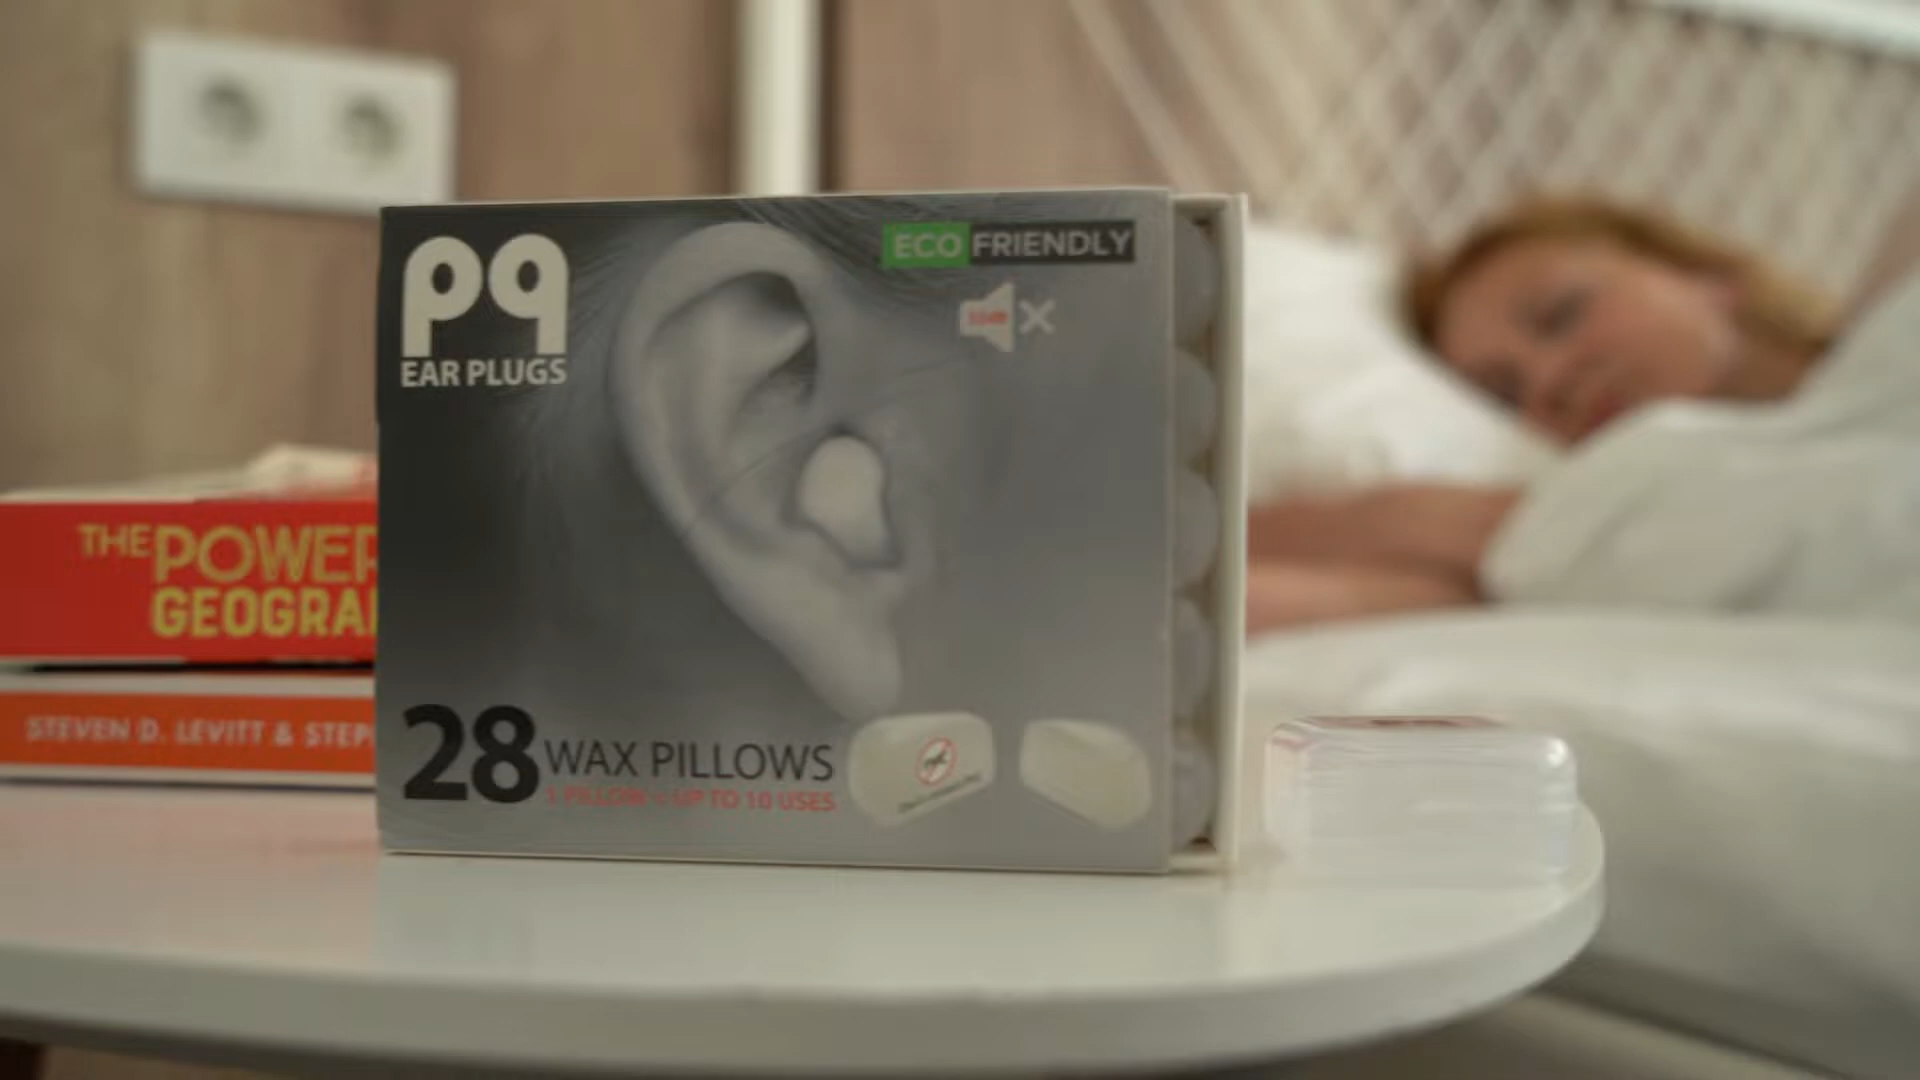 pq
EAR PLUGS
ECO FRIENDLY
28 WAX PILLOWS
1 PILLOW = UP TO 10 USES
THE POWER
GEOGRA
STEVEN D. LEVITT & STEP